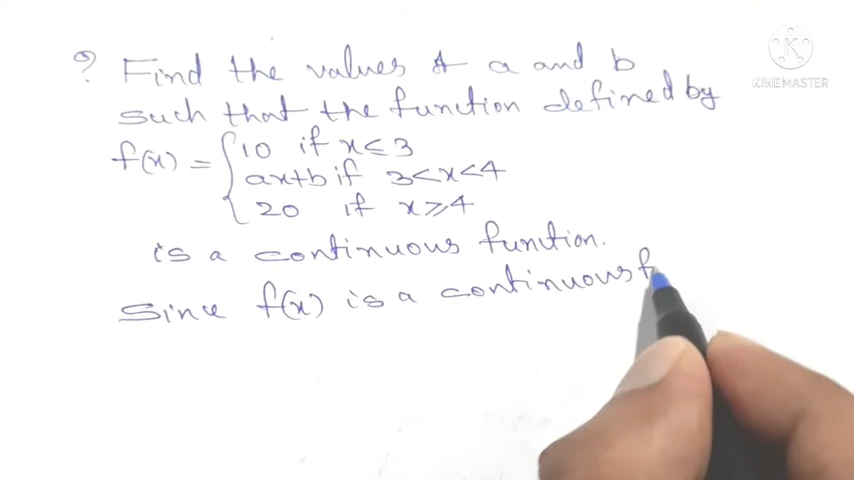 ? Find the values of a and b
such that the function defined by
f(x) = { 10 if x ≤ 3
ax+b if 3<x<4
20 if x ≥ 4
is a continuous function.
Since f(x) is a continuous f
K
KINEMASTER